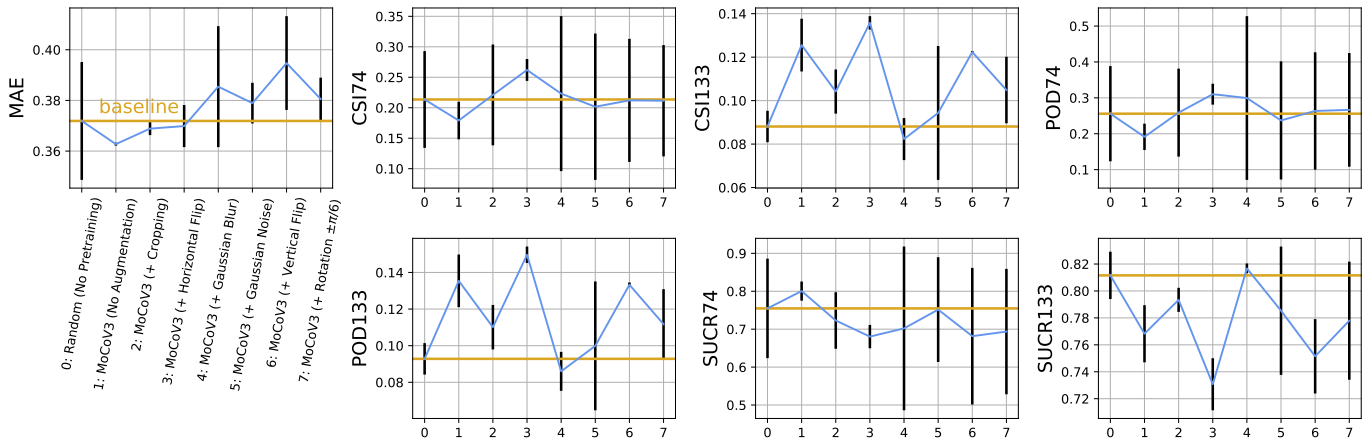 MAE
0.40
0.38
0.36
baseline
0: Random (No Pretraining)
1: MoCoV3 (No Augmentation)
2: MoCoV3 (+ Cropping)
3: MoCoV3 (+ Horizontal Flip)
4: MoCoV3 (+ Gaussian Blur)
5: MoCoV3 (+ Gaussian Noise)
6: MoCoV3 (+ Vertical Flip)
7: MoCoV3 (+ Rotation ±π/6)
CSI74
0.35
0.30
0.25
0.20
0.15
0.10
0 1 2 3 4 5 6 7
CSI133
0.14
0.12
0.10
0.08
0.06
0 1 2 3 4 5 6 7
POD74
0.5
0.4
0.3
0.2
0.1
0 1 2 3 4 5 6 7
POD133
0.14
0.12
0.10
0.08
0 1 2 3 4 5 6 7
SUCR74
0.9
0.8
0.7
0.6
0.5
0 1 2 3 4 5 6 7
SUCR133
0.82
0.80
0.78
0.76
0.74
0.72
0 1 2 3 4 5 6 7